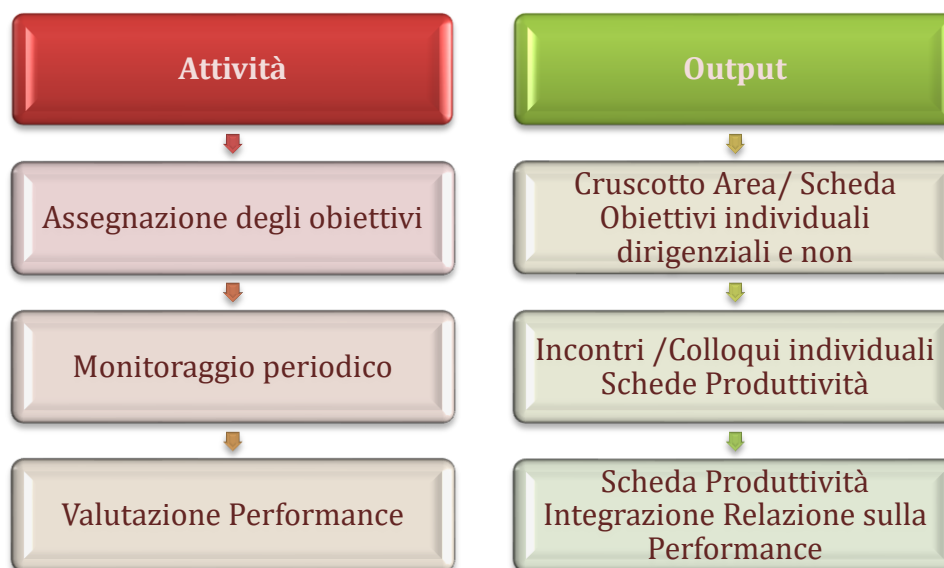 Attività
Assegnazione degli obiettivi
Monitoraggio periodico
Valutazione Performance
Output
Cruscotto Area/ Scheda
Obiettivi individuali
dirigenziali e non
Incontri /Colloqui individuali
Schede Produttività
Scheda Produttività
Integrazione Relazione sulla
Performance